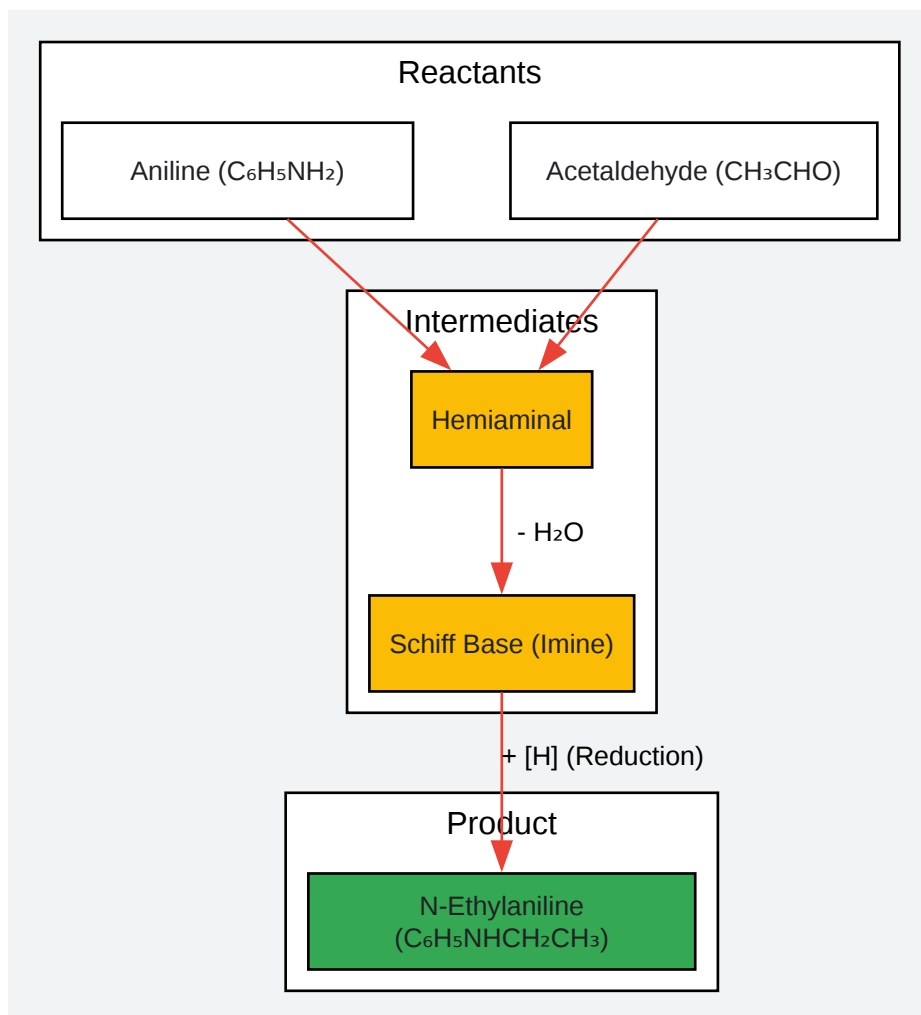 Reactants
Aniline (C₆H₅NH₂)
Acetaldehyde (CH₃CHO)
Intermediates
Hemiaminal
- H₂O
Schiff Base (Imine)
+ [H] (Reduction)
Product
N-Ethylaniline
(C₆H₅NHCH₂CH₃)